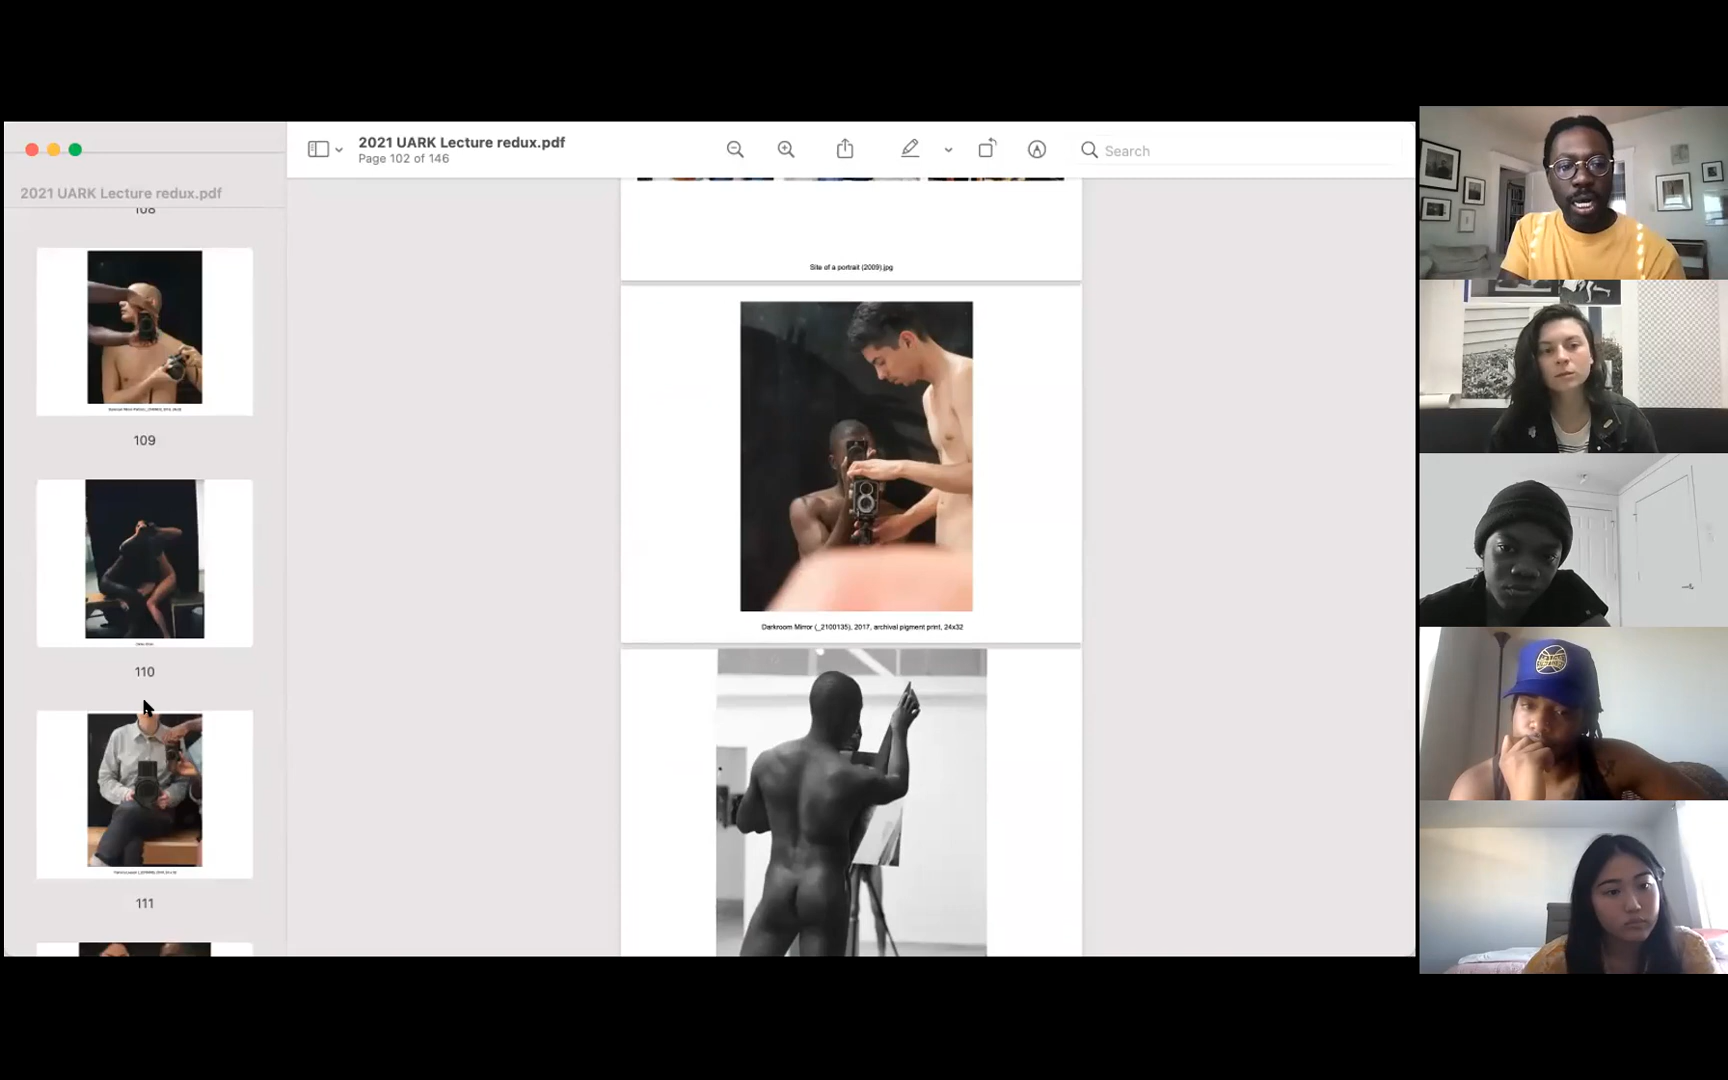 2021 UARK Lecture redux.pdf
Page 102 of 146
Search
2021 UARK Lecture redux.pdf
108
109
110
111
Site of a portrait (2009).jpg
Darkroom Mirror (_2100135), 2017, archival pigment print, 24x32